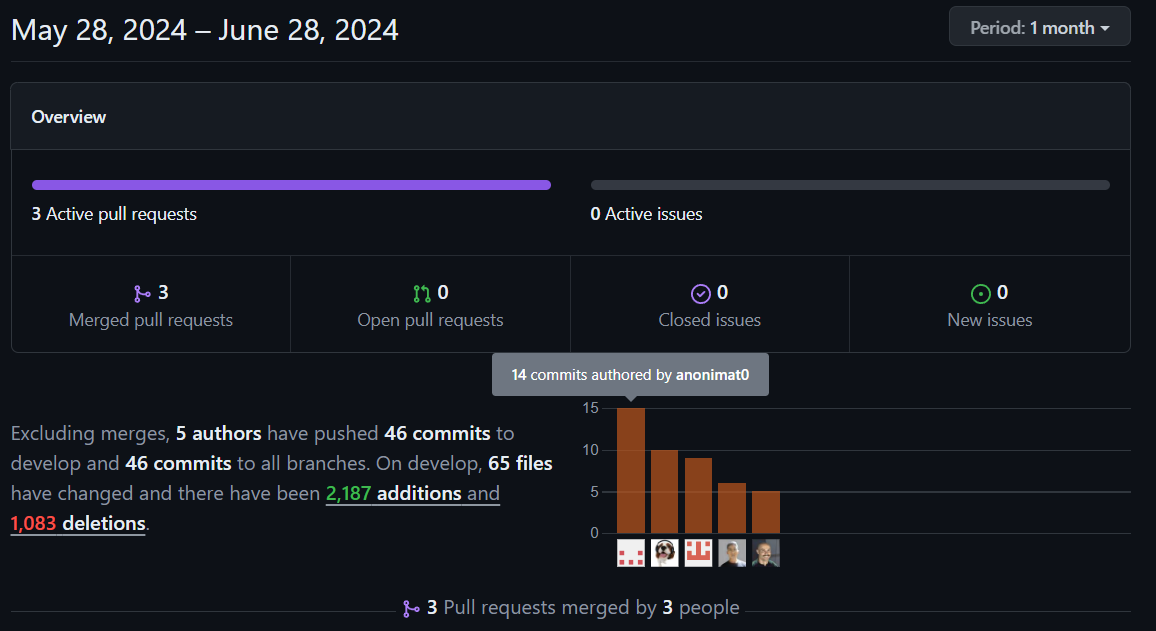 May 28, 2024 – June 28, 2024
Period: 1 month
Overview
3 Active pull requests
0 Active issues
3
Merged pull requests
0
Open pull requests
0
Closed issues
0
New issues
14 commits authored by anonimat0
Excluding merges, 5 authors have pushed 46 commits to
develop and 46 commits to all branches. On develop, 65 files
have changed and there have been 2,187 additions and
1,083 deletions.
15
10
5
0
3 Pull requests merged by 3 people